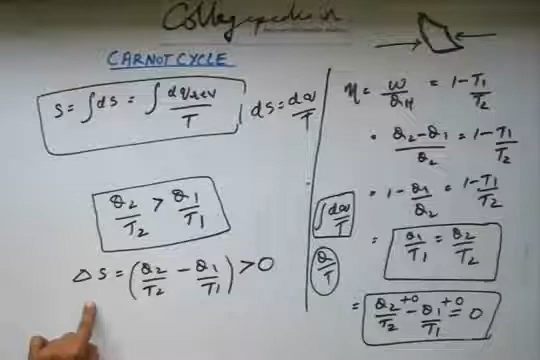 Collegepedia.in
CARNOT CYCLE
S = ∫ds = ∫ dqrev/T
ds = dq/T
Q2/T2 > Q1/T1
Δ S = (Q2/T2 - Q1/T1) > 0
η = W/QH = 1 - T1/T2
Q2 - Q1/Q2 = 1 - T1/T2
= 1 - Q1/Q2 = 1 - T1/T2
∫ dq/T
= Q1/T1 = Q2/T2
Q/T
= Q2/T2 +0 - Q1/T1 +0 = 0